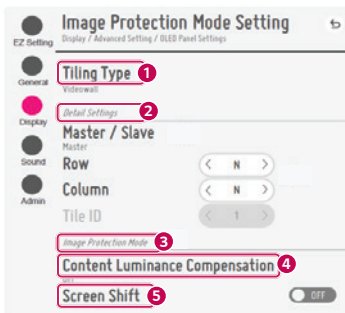 Image Protection Mode Setting
EZ Setting
Display / Advanced Setting / OLED Panel Settings
General
Tiling Type 1
Videowall
Display
Detail Settings 2
Master / Slave
Master
Sound
Row < N >
Column < N >
Admin
Tile ID < 1 >
Image Protection Mode 3
Content Luminance Compensation 4
Screen Shift 5 OFF